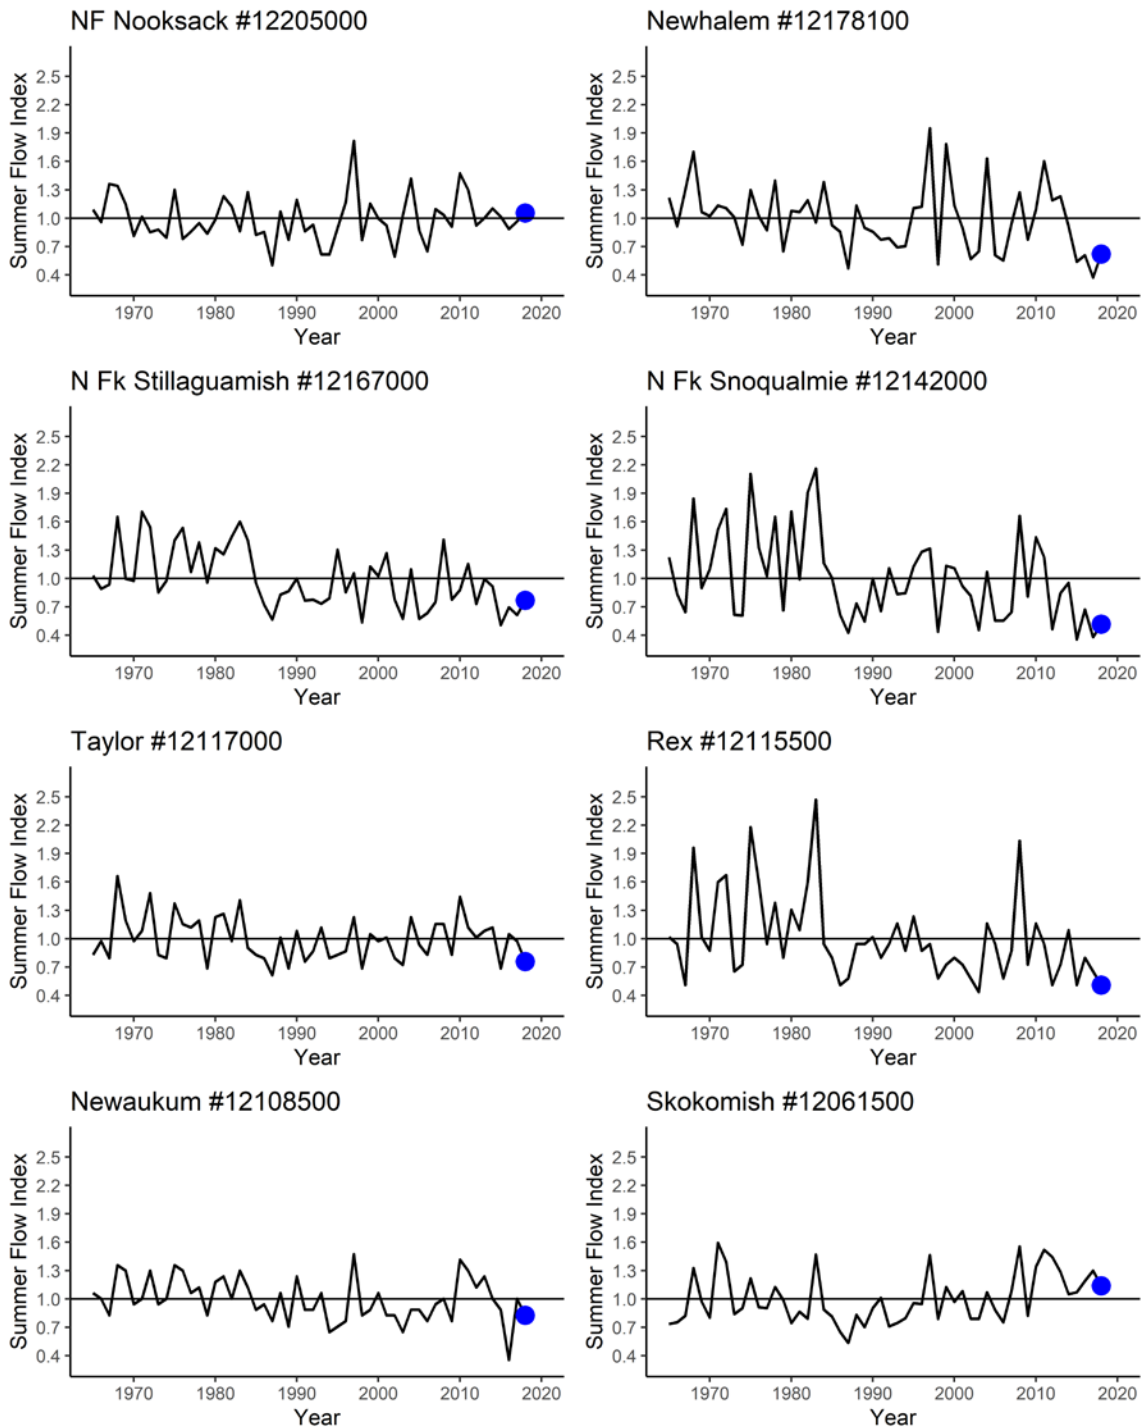 NF Nooksack #12205000
Summer Flow Index
2.5
2.2
1.9
1.6
1.3
1.0
0.7
0.4
1970 1980 1990 2000 2010 2020
Year
Newhalem #12178100
Summer Flow Index
2.5
2.2
1.9
1.6
1.3
1.0
0.7
0.4
1970 1980 1990 2000 2010 2020
Year
N Fk Stillaguamish #12167000
Summer Flow Index
2.5
2.2
1.9
1.6
1.3
1.0
0.7
0.4
1970 1980 1990 2000 2010 2020
Year
N Fk Snoqualmie #12142000
Summer Flow Index
2.5
2.2
1.9
1.6
1.3
1.0
0.7
0.4
1970 1980 1990 2000 2010 2020
Year
Taylor #12117000
Summer Flow Index
2.5
2.2
1.9
1.6
1.3
1.0
0.7
0.4
1970 1980 1990 2000 2010 2020
Year
Rex #12115500
Summer Flow Index
2.5
2.2
1.9
1.6
1.3
1.0
0.7
0.4
1970 1980 1990 2000 2010 2020
Year
Newaukum #12108500
Summer Flow Index
2.5
2.2
1.9
1.6
1.3
1.0
0.7
0.4
1970 1980 1990 2000 2010 2020
Year
Skokomish #12061500
Summer Flow Index
2.5
2.2
1.9
1.6
1.3
1.0
0.7
0.4
1970 1980 1990 2000 2010 2020
Year